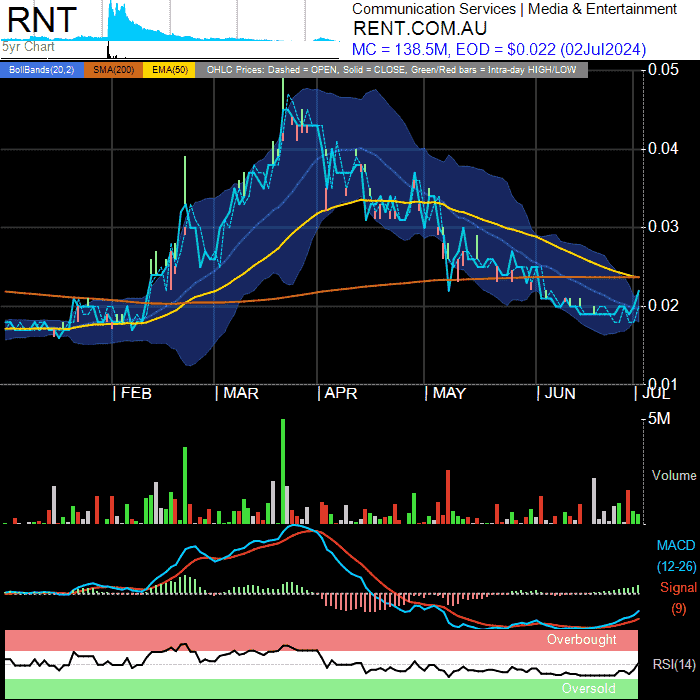 RNT
5yr Chart
Communication Services | Media & Entertainment
RENT.COM.AU
MC = 138.5M, EOD = $0.022 (02Jul2024)
BollBands(20,2) SMA(200) EMA(50) OHLC Prices: Dashed = OPEN, Solid = CLOSE, Green/Red bars = Intra-day HIGH/LOW
0.05
0.04
0.03
0.02
0.01
FEB MAR APR MAY JUN JUL
5M
Volume
MACD
(12-26)
Signal
(9)
Overbought
RSI(14)
Oversold